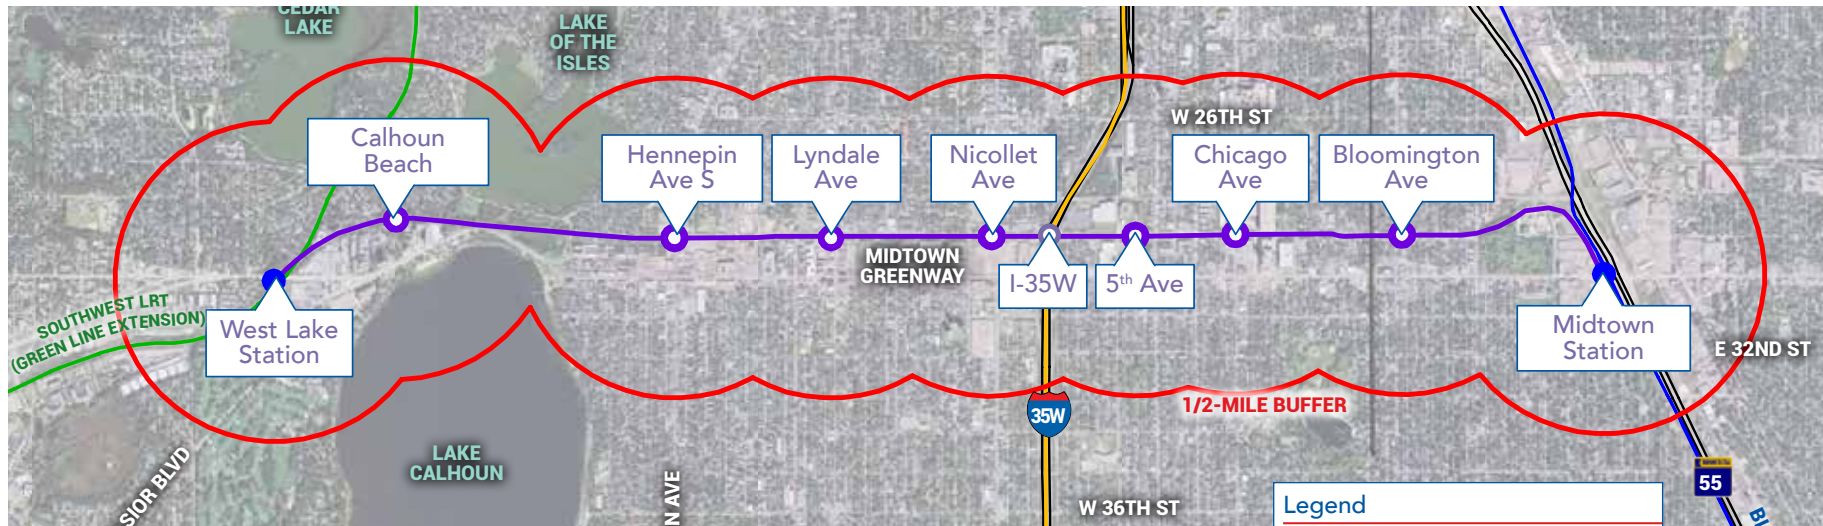 CEDAR
LAKE
LAKE
OF THE
ISLES
W 26TH ST
Calhoun
Beach
Hennepin
Ave S
Lyndale
Ave
Nicollet
Ave
Chicago
Ave
Bloomington
Ave
MIDTOWN
GREENWAY
I-35W
5th Ave
SOUTHWEST LRT
(GREEN LINE EXTENSION)
West Lake
Station
Midtown
Station
E 32ND ST
1/2-MILE BUFFER
35W
LAKE
CALHOUN
SIOR BLVD
N AVE
W 36TH ST
55
Legend